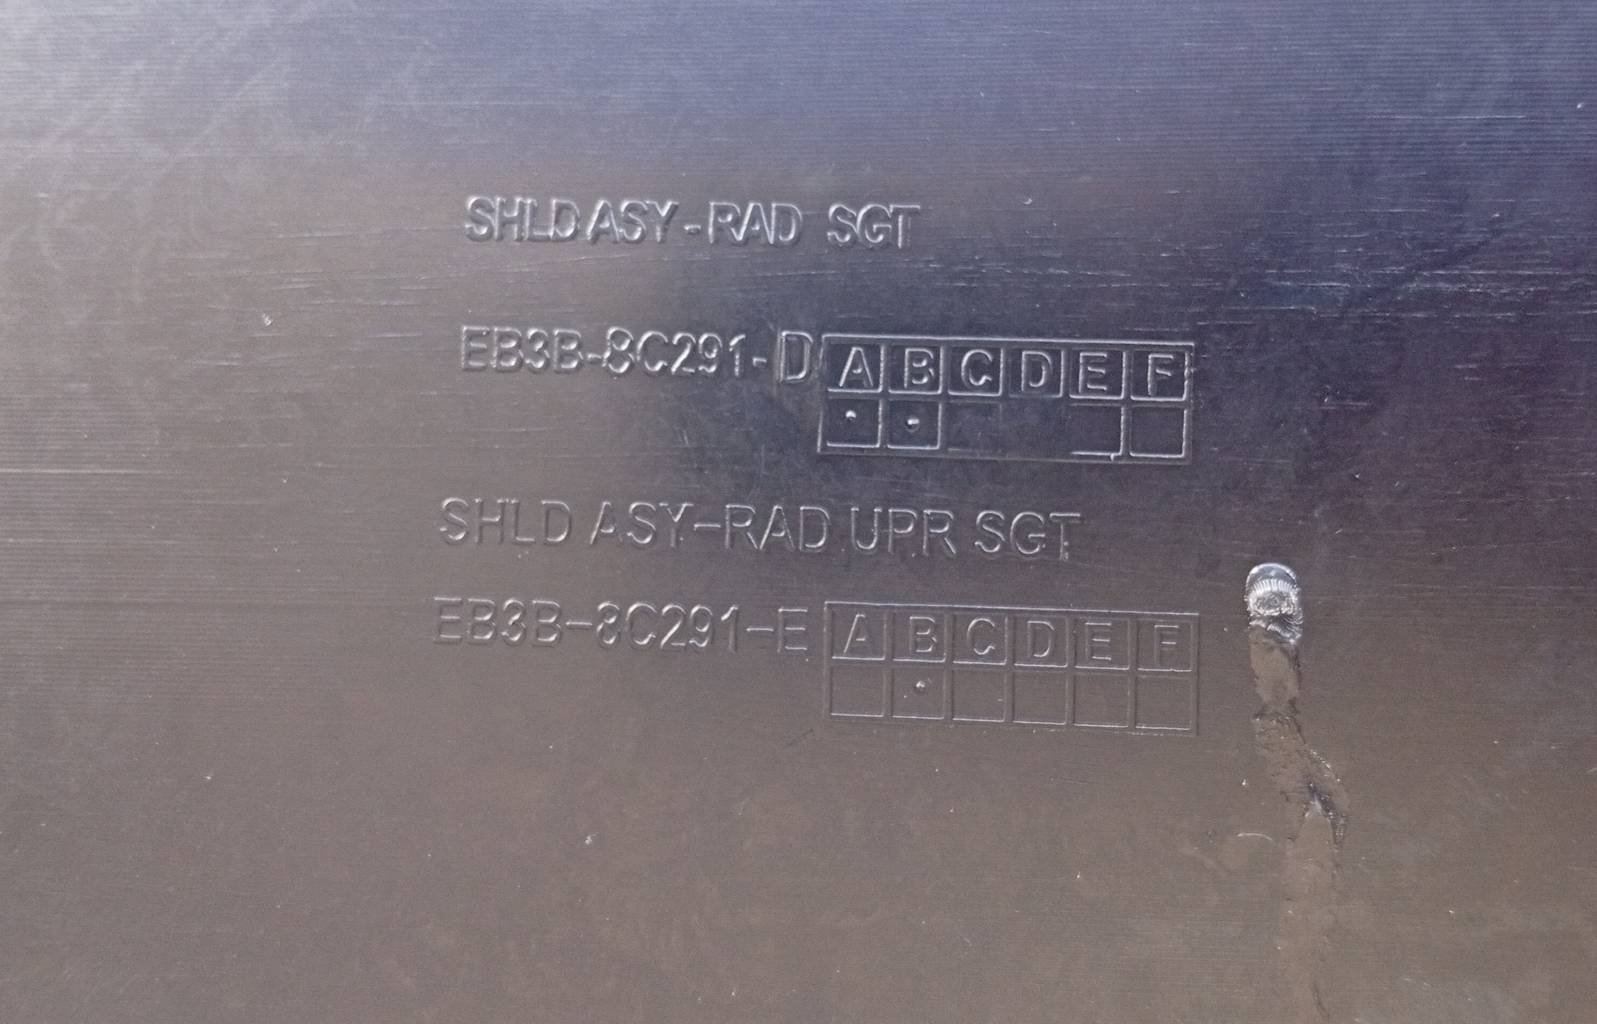 SHLD ASY-RAD SGT
EB3B-8C291-D A B C D E F
SHLD ASY-RAD UPR SGT
EB3B-8C291-E A B C D E F